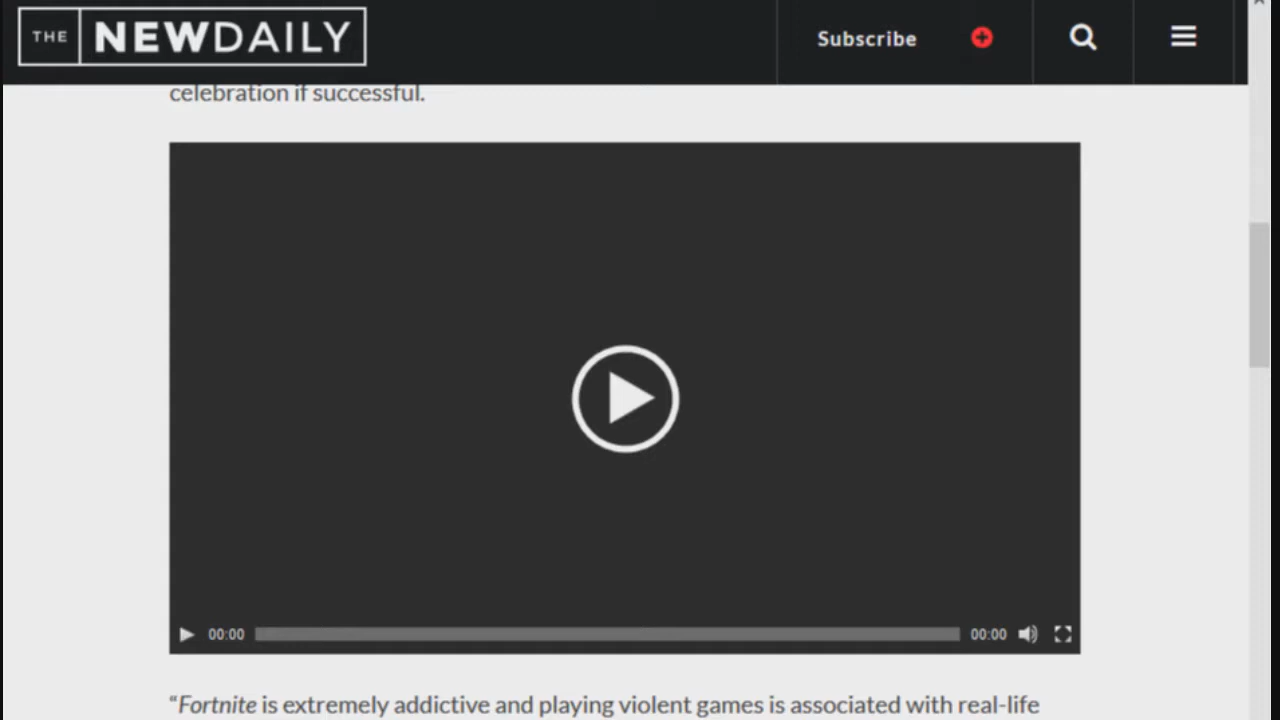 THE NEWDAILY
Subscribe
celebration if successful.
00:00
00:00
“Fortnite is extremely addictive and playing violent games is associated with real-life